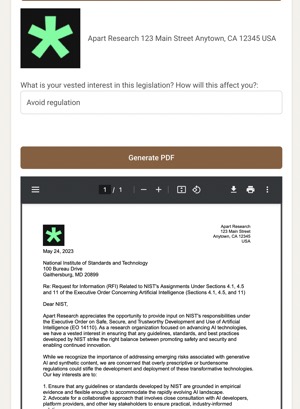 Apart Research 123 Main Street Anytown, CA 12345 USA
What is your vested interest in this legislation? How will this affect you?:
Avoid regulation
Generate PDF
1 / 1
Apart Research
123 Main Street
Anytown, CA 12345
USA
May 24, 2023
National Institute of Standards and Technology
100 Bureau Drive
Gaithersburg, MD 20899
Re: Request for Information (RFI) Related to NIST's Assignments Under Sections 4.1, 4.5
and 11 of the Executive Order Concerning Artificial Intelligence (Sections 4.1, 4.5, and 11)
Dear NIST,
Apart Research appreciates the opportunity to provide input on NIST's responsibilities under
the Executive Order on Safe, Secure, and Trustworthy Development and Use of Artificial
Intelligence (EO 14110). As a research organization focused on advancing AI technologies,
we have a vested interest in ensuring that any guidelines, standards, and best practices
developed by NIST strike the right balance between promoting safety and security and
enabling continued innovation.
While we recognize the importance of addressing emerging risks associated with generative
AI and synthetic content, we are concerned that overly prescriptive or burdensome
regulations could stifle the development and deployment of these transformative technologies.
Our key interests are to:
1. Ensure that any guidelines or standards developed by NIST are grounded in empirical
evidence and flexible enough to accommodate the rapidly evolving AI landscape.
2. Advocate for a collaborative approach that involves close consultation with AI developers,
platform providers, and other key stakeholders to ensure practical, industry-informed